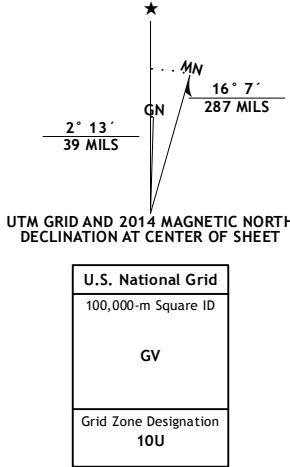 ★
MN
GN
16° 7´
287 MILS
2° 13´
39 MILS
UTM GRID AND 2014 MAGNETIC NORTH
DECLINATION AT CENTER OF SHEET
U.S. National Grid
100,000-m Square ID
GV
Grid Zone Designation
10U